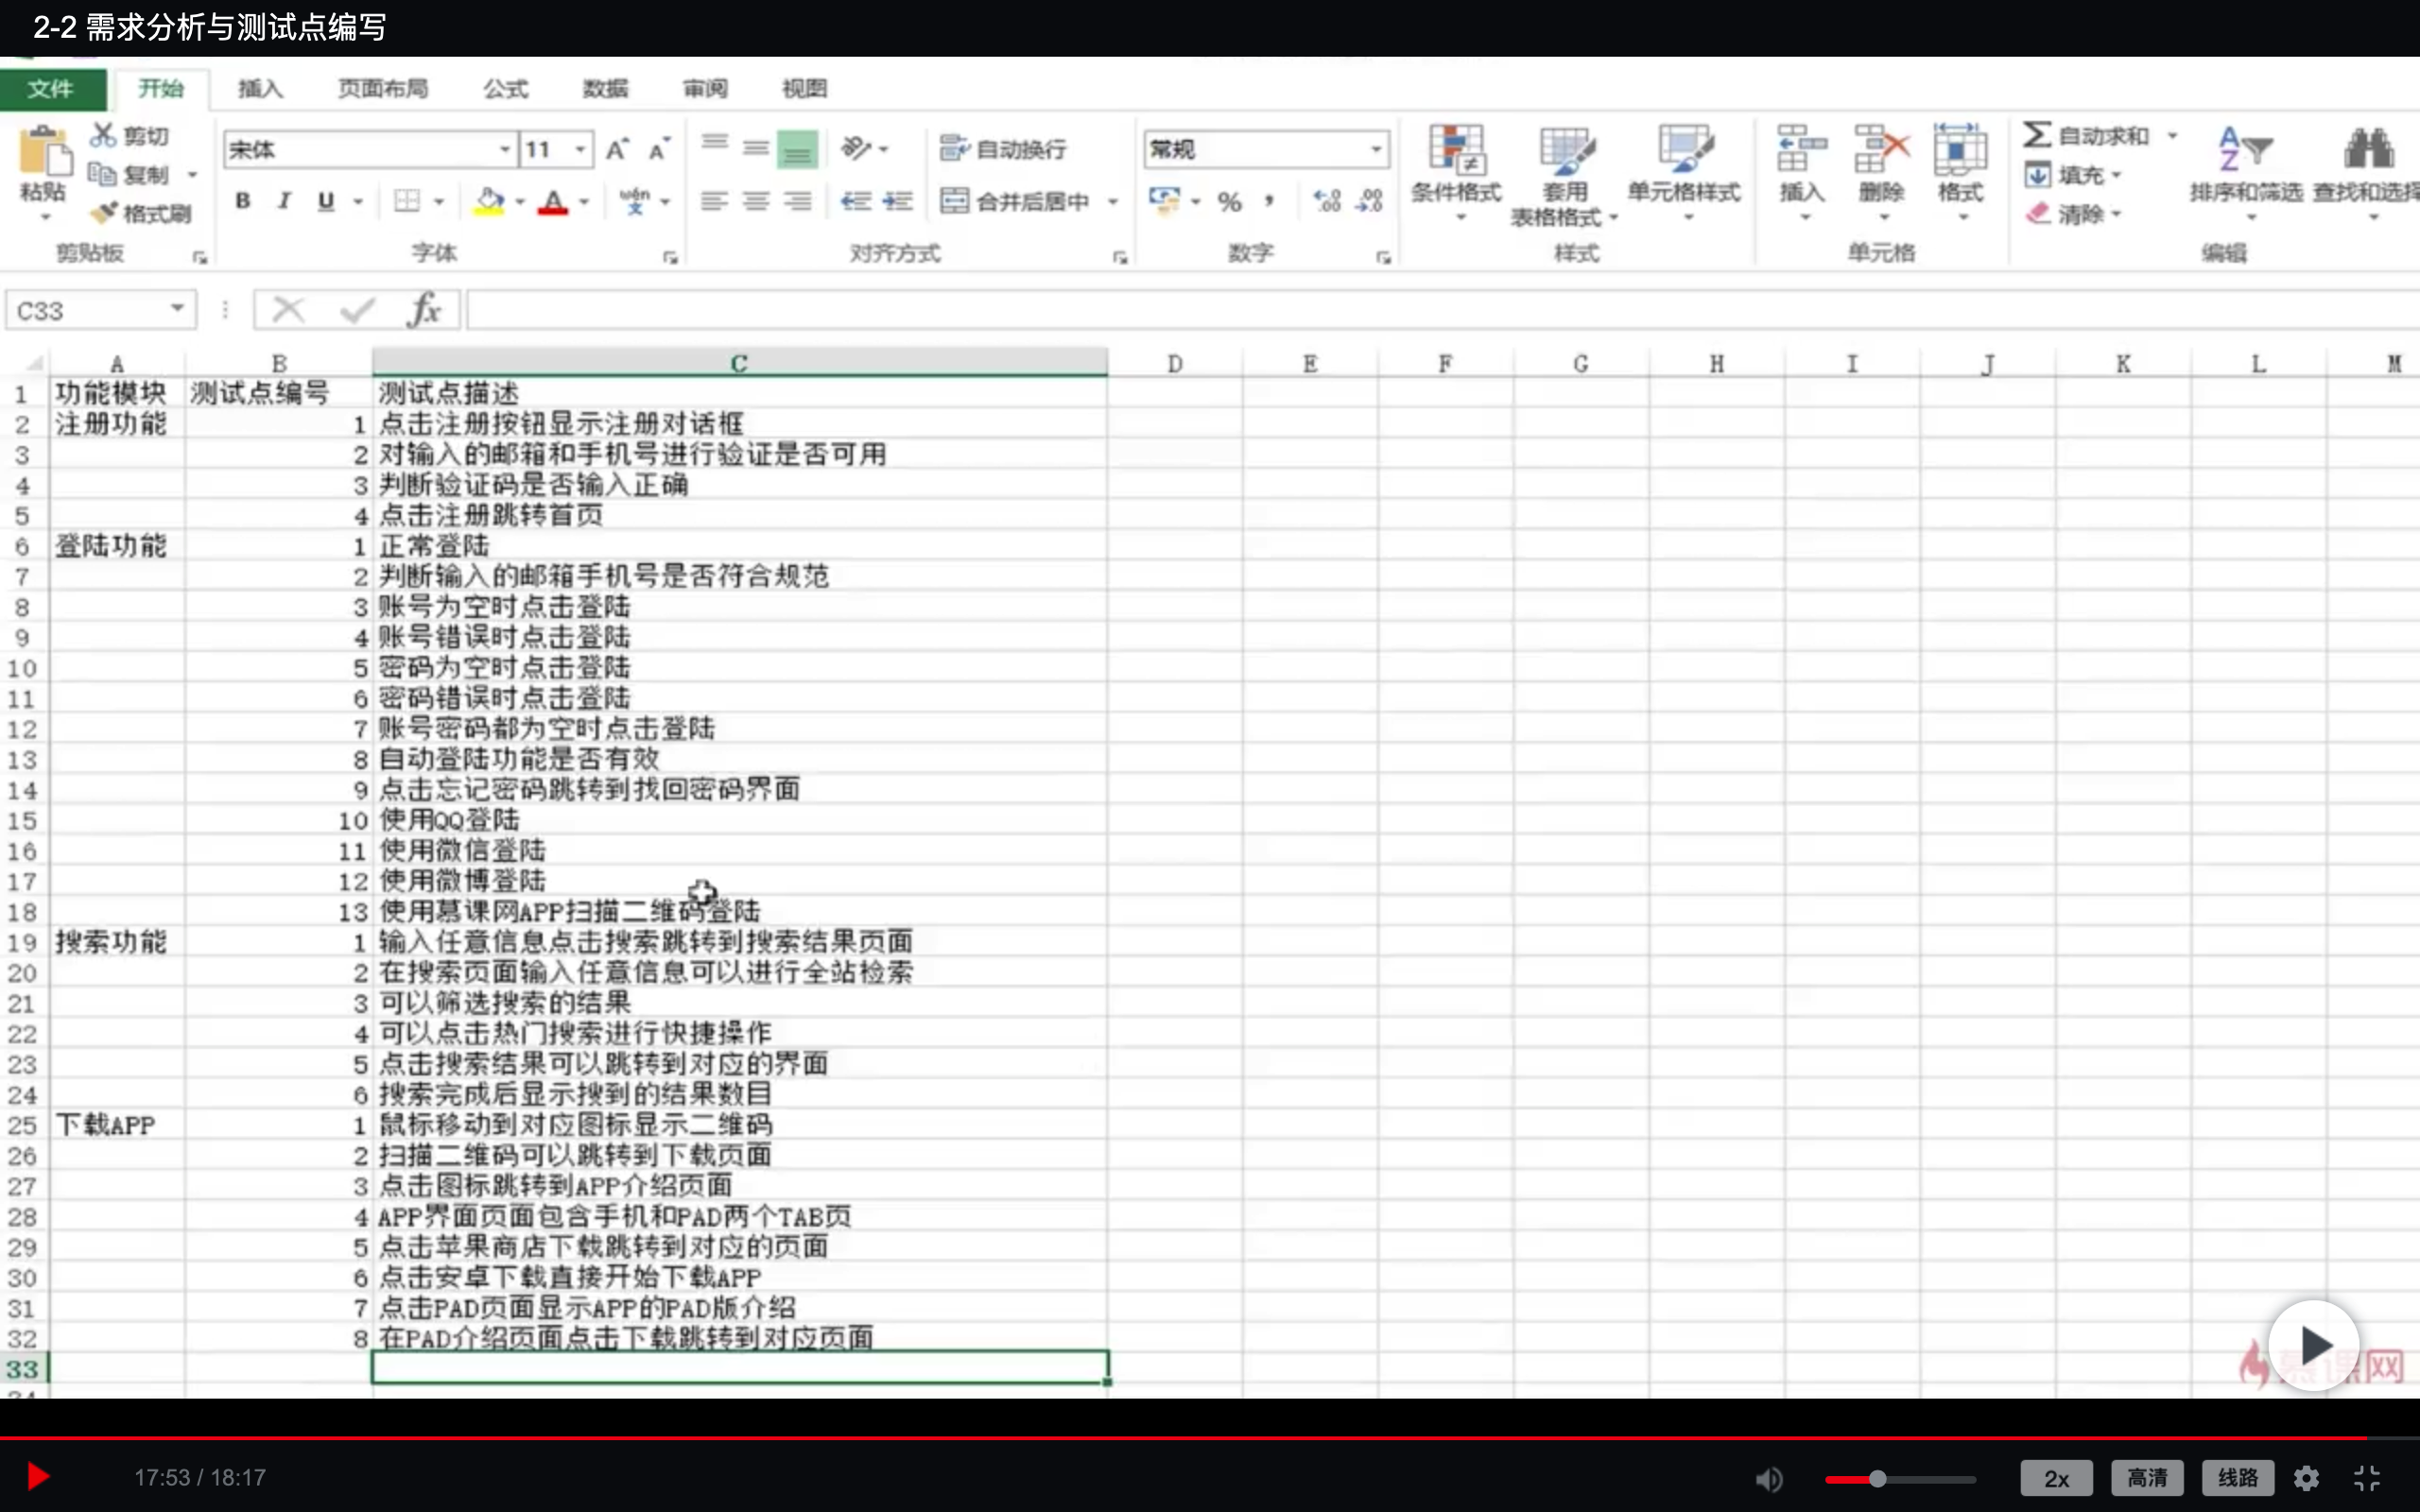 2-2 需求分析与测试点编写
文件 开始 插入 页面布局 公式 数据 审阅 视图
粘贴 剪切 复制 格式刷 剪贴板
宋体 11 A A B I U A wén 文 字体
自动换行 合并后居中 对齐方式
常规 % , .00 .00 数字
条件格式 套用表格格式 单元格样式 样式
插入 删除 格式 单元格
自动求和 填充 清除 排序和筛选 查找和选择 编辑
C33 fx
A B C D E F G H I J K L M
1 功能模块 测试点编号 测试点描述
2 注册功能 1 点击注册按钮显示注册对话框
3 2 对输入的邮箱和手机号进行验证是否可用
4 3 判断验证码是否输入正确
5 4 点击注册跳转首页
6 登陆功能 1 正常登陆
7 2 判断输入的邮箱手机号是否符合规范
8 3 账号为空时点击登陆
9 4 账号错误时点击登陆
10 5 密码为空时点击登陆
11 6 密码错误时点击登陆
12 7 账号密码都为空时点击登陆
13 8 自动登陆功能是否有效
14 9 点击忘记密码跳转到找回密码界面
15 10 使用QQ登陆
16 11 使用微信登陆
17 12 使用微博登陆
18 13 使用慕课网APP扫描二维码登陆
19 搜索功能 1 输入任意信息点击搜索跳转到搜索结果页面
20 2 在搜索页面输入任意信息可以进行全站检索
21 3 可以筛选搜索的结果
22 4 可以点击热门搜索进行快捷操作
23 5 点击搜索结果可以跳转到对应的界面
24 6 搜索完成后显示搜到的结果数目
25 下载APP 1 鼠标移动到对应图标显示二维码
26 2 扫描二维码可以跳转到下载页面
27 3 点击图标跳转到APP介绍页面
28 4 APP界面页面包含手机和PAD两个TAB页
29 5 点击苹果商店下载跳转到对应的页面
30 6 点击安卓下载直接开始下载APP
31 7 点击PAD页面显示APP的PAD版介绍
32 8 在PAD介绍页面点击下载跳转到对应页面
33
网
17:53 / 18:17 2x 高清 线路